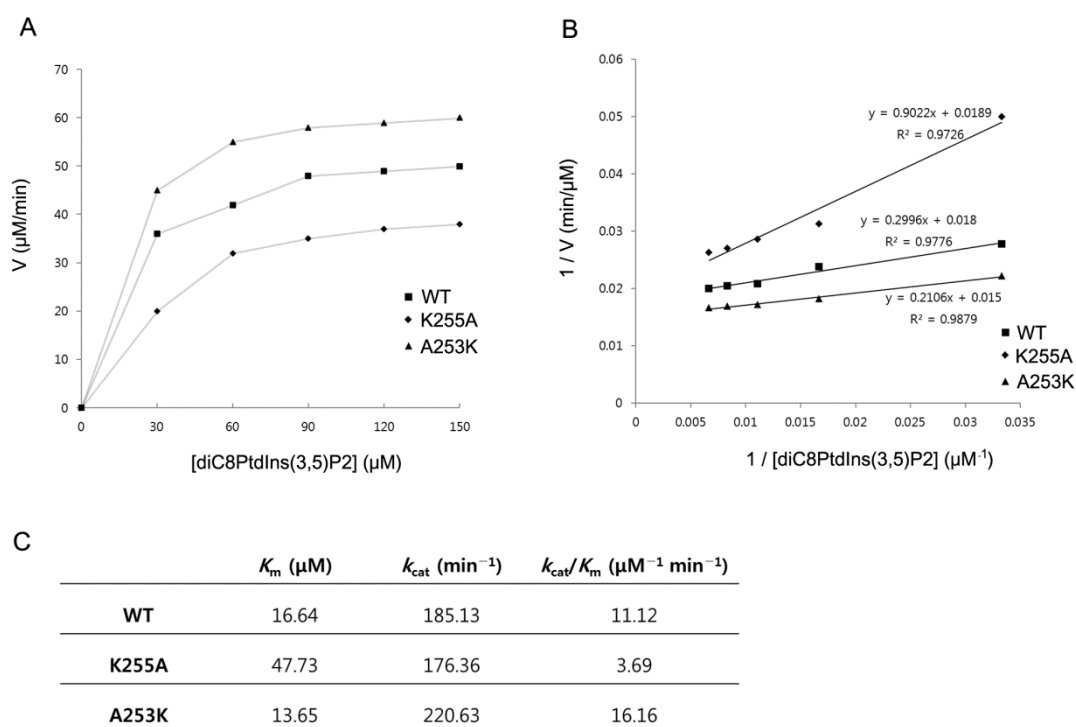 A
70
60
50
40
30
20
10
0
0 30 60 90 120 150
V (µM/min)
[diC8PtdIns(3,5)P2] (µM)
WT
K255A
A253K
B
0.06
0.05
0.04
0.03
0.02
0.01
0
0 0.005 0.01 0.015 0.02 0.025 0.03 0.035
1 / V (min/µM)
1 / [diC8PtdIns(3,5)P2] (µM-1)
y = 0.9022x + 0.0189
R² = 0.9726
y = 0.2996x + 0.018
R² = 0.9776
y = 0.2106x + 0.015
R² = 0.9879
WT
K255A
A253K
C
Km (µM) kcat (min−1) kcat/Km (µM−1 min−1)
WT 16.64 185.13 11.12
K255A 47.73 176.36 3.69
A253K 13.65 220.63 16.16